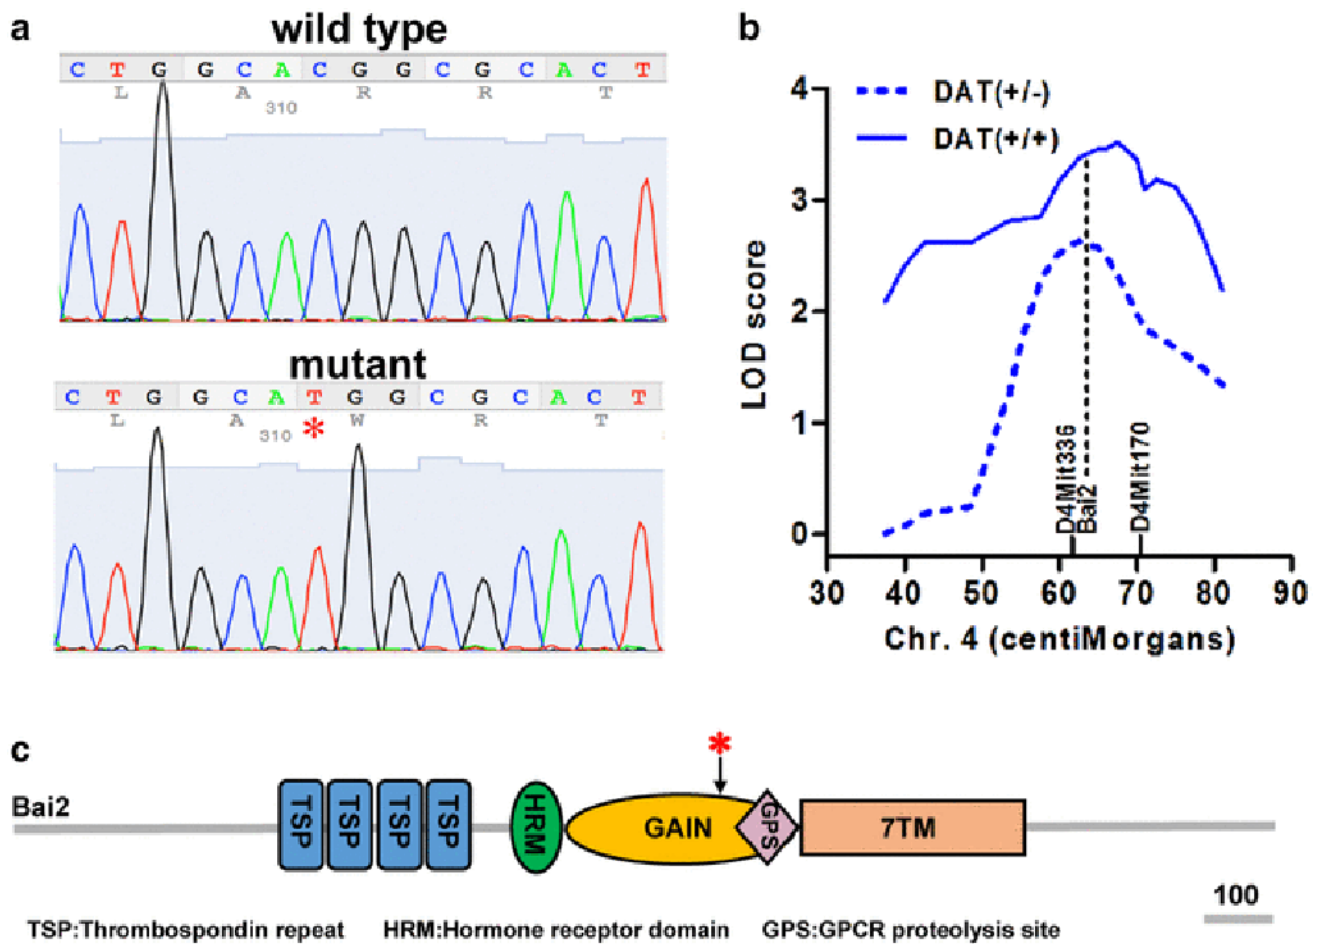 a
wild type
C T G G C A C G G C G C A C T
L A R R T
310
mutant
C T G G C A T G G C G C A C T
L A W R T
310 *
b
DAT(+/-)
DAT(+/+)
LOD score
4
3
2
1
0
D4Mit336
Bai2
D4Mit170
30 40 50 60 70 80 90
Chr. 4 (centiMorgans)
c
*
Bai2
TSP TSP TSP TSP HRM GAIN GPS 7TM
100
TSP:Thrombospondin repeat HRM:Hormone receptor domain GPS:GPCR proteolysis site